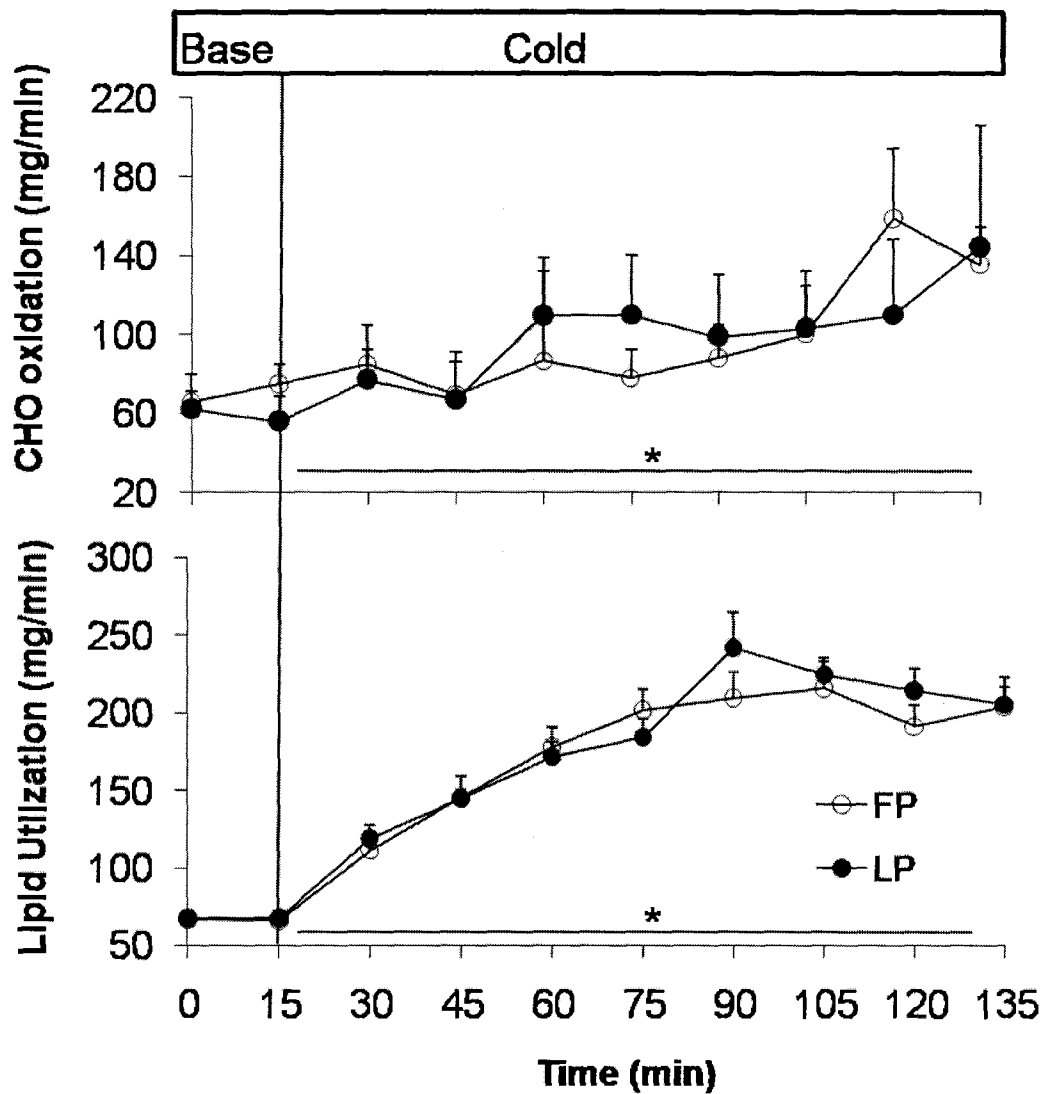 Base Cold
CHO oxidation (mg/min)
220
180
140
100
60
20
*
Lipid Utilzation (mg/min)
300
250
200
150
100
50
FP
LP
*
0 15 30 45 60 75 90 105 120 135
Time (min)